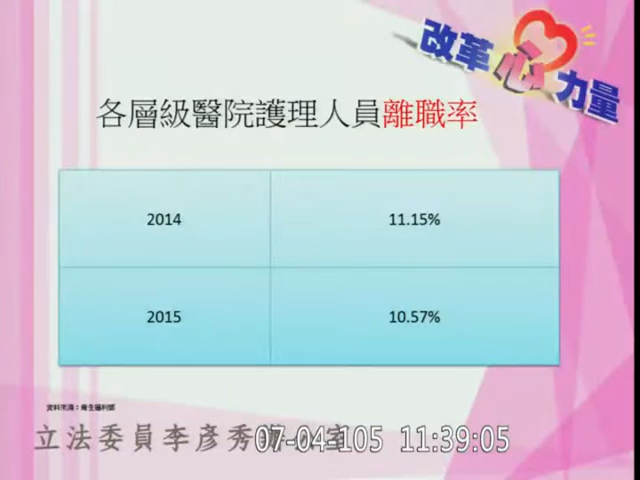 改革心力量
各層級醫院護理人員離職率
2014 11.15%
2015 10.57%
資料來源：衛生福利部
立法委員李彥秀
07-04-105 11:39:05